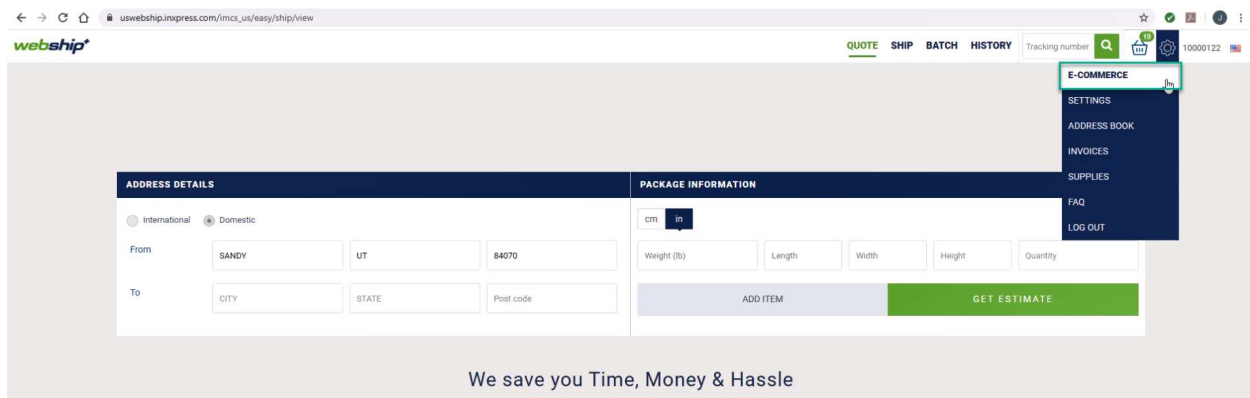 uswebship.inxpress.com/imcs_us/easy/ship/view
J
webship+
QUOTE SHIP BATCH HISTORY Tracking number 19 10000122
E-COMMERCE
SETTINGS
ADDRESS BOOK
INVOICES
SUPPLIES
FAQ
LOG OUT
ADDRESS DETAILS
International Domestic
From SANDY UT 84070
To CITY STATE Post code
PACKAGE INFORMATION
cm in
Weight (lb) Length Width Height Quantity
ADD ITEM GET ESTIMATE
We save you Time, Money & Hassle